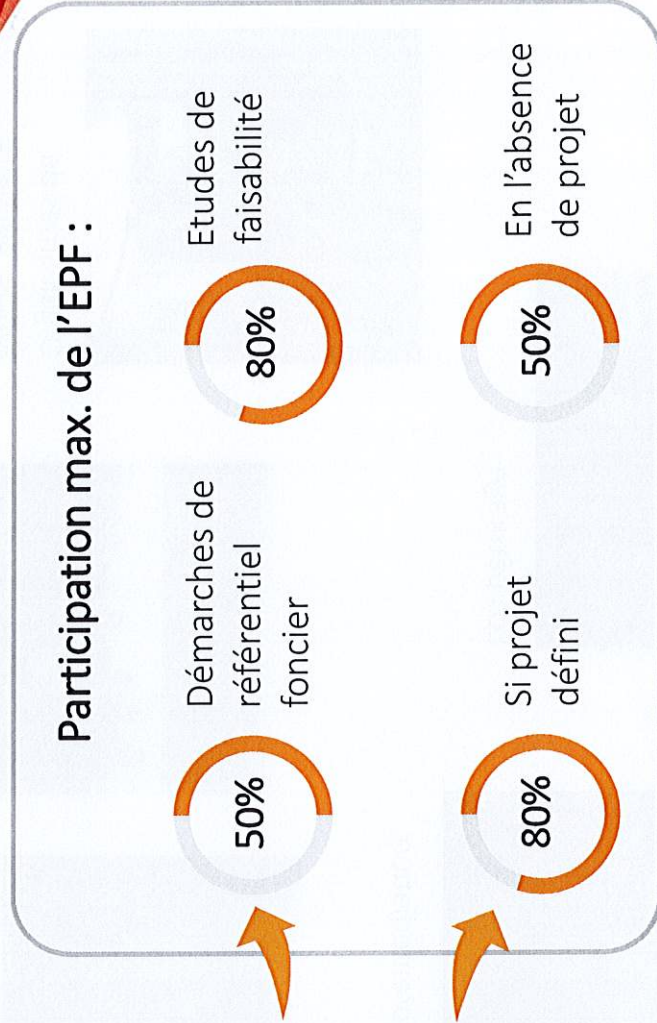 Participation max. de l'EPF :
50%
Démarches de
référentiel
foncier
80%
Etudes de
faisabilité
80%
Si projet
défini
50%
En l'absence
de projet